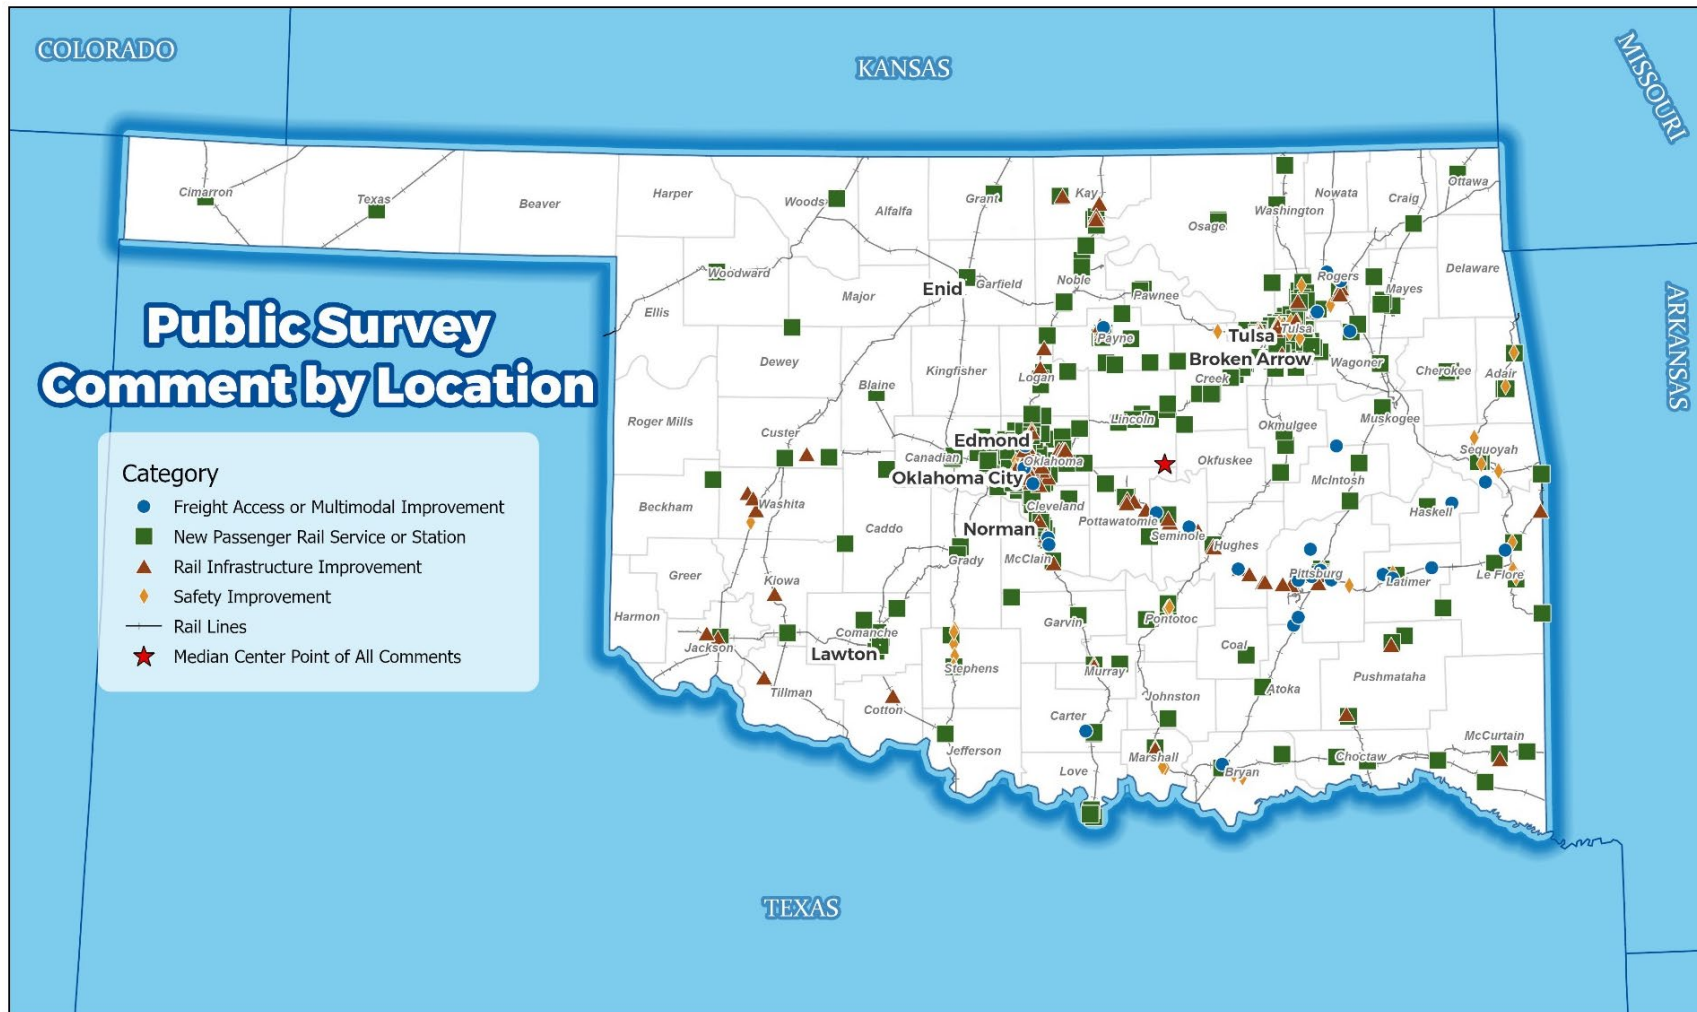 COLORADO
KANSAS
MISSOURI
ARKANSAS
TEXAS
Public Survey
Comment by Location
Category
Freight Access or Multimodal Improvement
New Passenger Rail Service or Station
Rail Infrastructure Improvement
Safety Improvement
Rail Lines
Median Center Point of All Comments
Cimarron
Texas
Beaver
Harper
Woods
Alfalfa
Grant
Kay
Osage
Washington
Nowata
Craig
Ottawa
Woodward
Ellis
Major
Enid
Garfield
Noble
Pawnee
Rogers
Mayes
Delaware
Dewey
Blaine
Kingfisher
Logan
Payne
Tulsa
Tulsa
Broken Arrow
Creek
Wagoner
Cherokee
Adair
Roger Mills
Custer
Canadian
Edmond
Oklahoma
Oklahoma City
Lincoln
Okfuskee
Okmulgee
Muskogee
McIntosh
Sequoyah
Beckham
Washita
Caddo
Cleveland
Norman
Pottawatomie
Seminole
Hughes
Haskell
Greer
Kiowa
Grady
McClain
Pittsburg
Latimer
Le Flore
Harmon
Jackson
Comanche
Lawton
Stephens
Garvin
Pontotoc
Coal
Murray
Pushmataha
Tillman
Cotton
Jefferson
Carter
Johnston
Atoka
Love
Marshall
Bryan
Choctaw
McCurtain